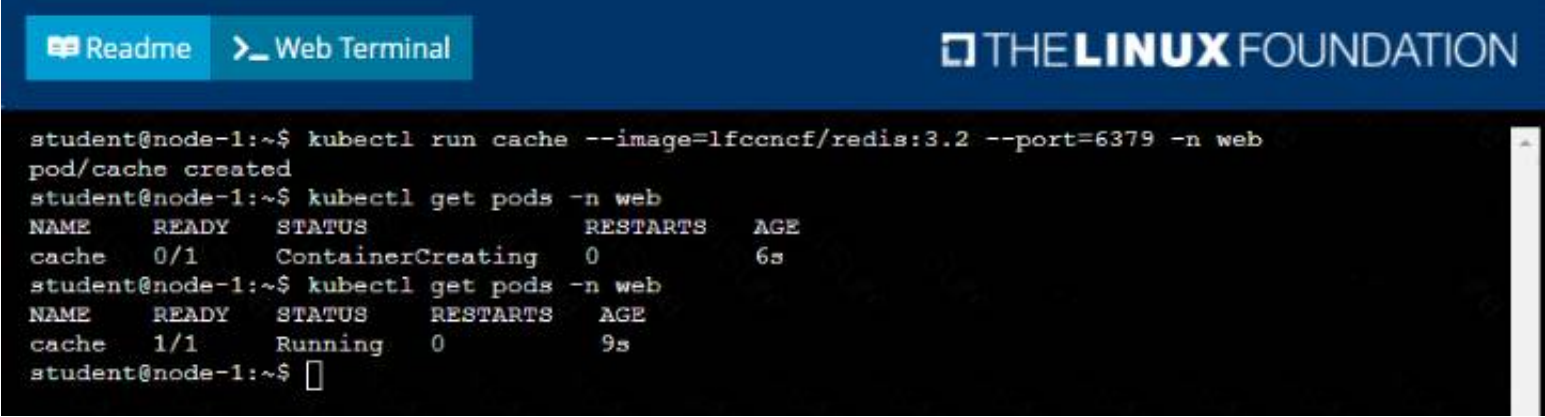 Readme >_ Web Terminal THE LINUX FOUNDATION
student@node-1:~$ kubectl run cache --image=lfccncf/redis:3.2 --port=6379 -n web
pod/cache created
student@node-1:~$ kubectl get pods -n web
NAME READY STATUS RESTARTS AGE
cache 0/1 ContainerCreating 0 6s
student@node-1:~$ kubectl get pods -n web
NAME READY STATUS RESTARTS AGE
cache 1/1 Running 0 9s
student@node-1:~$